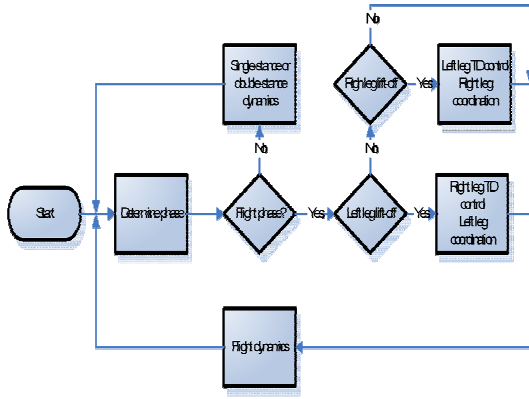 No
Single-stance or
double-stance
dynamics
Right leg lift-off
Yes
Left leg TD control
Right leg
coordination
No
No
Start
Determine phase
Flight phase?
Yes
Left leg lift-off
Yes
Right leg TD
control
Left leg
coordination
Flight dynamics